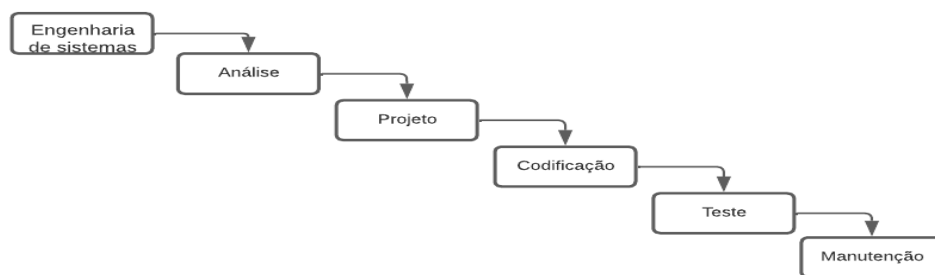 Engenharia
de sistemas
Análise
Projeto
Codificação
Teste
Manutenção